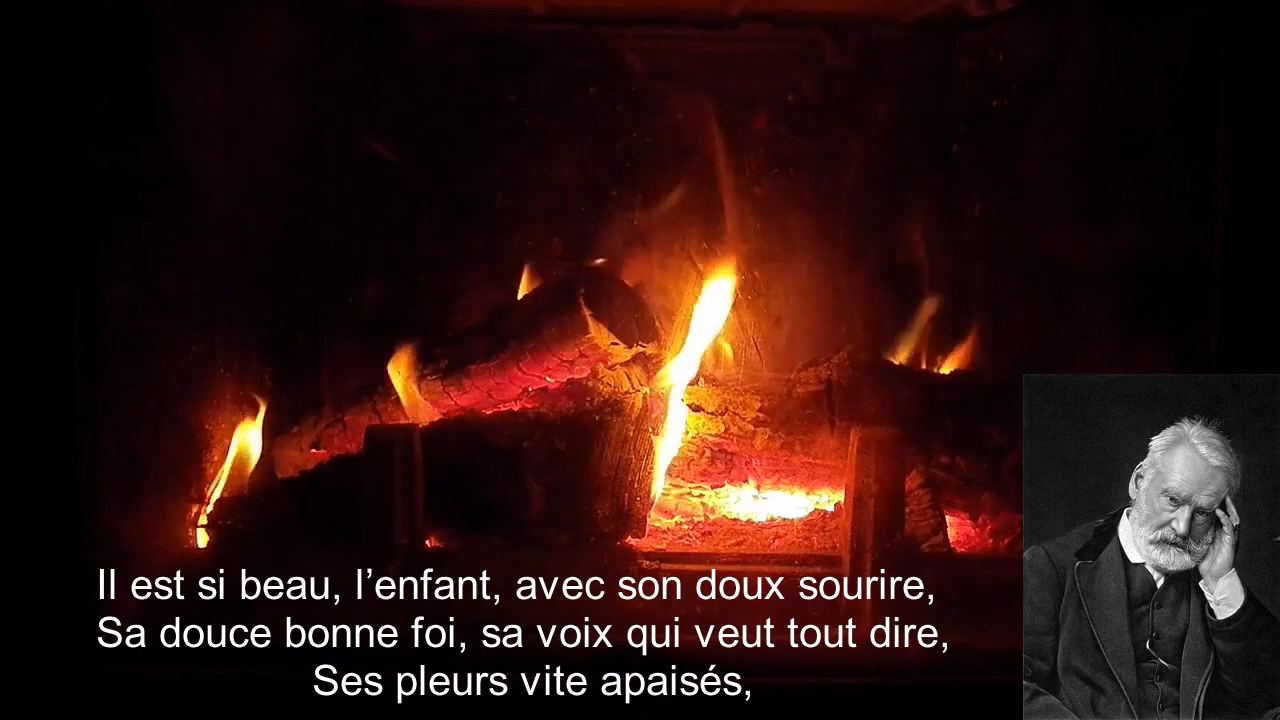 Il est si beau, l’enfant, avec son doux sourire,
Sa douce bonne foi, sa voix qui veut tout dire,
Ses pleurs vite apaisés,